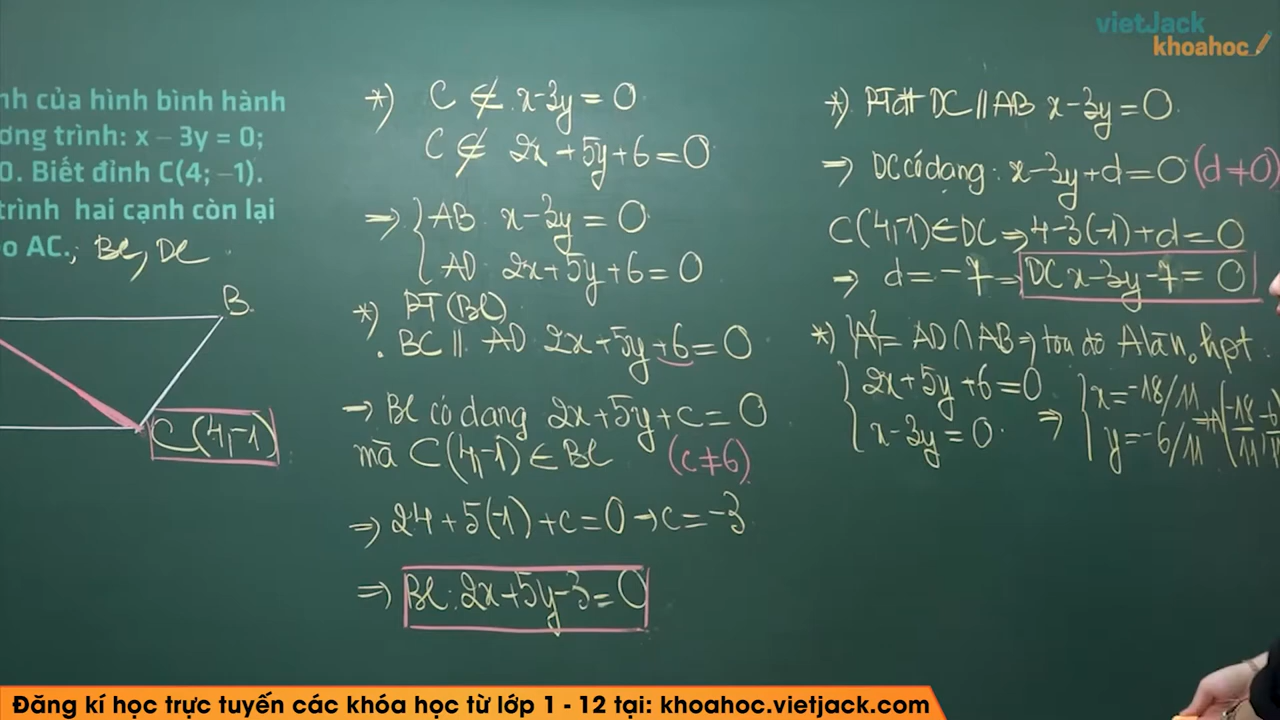 vietJack
khoahoc
nh của hình bình hành
ơng trình: x – 3y = 0;
0. Biết đỉnh C(4; –1).
trình hai cạnh còn lại
o AC., BC, DC
B
C(4,-1)
*) C ∉ x-3y=0
C ∉ 2x+5y+6=0
=> { AB x-3y=0
AD 2x+5y+6=0
*) PT (BC)
. BC // AD 2x+5y+6=0
-> BC có dạng 2x+5y+c=0
mà C(4,-1) ∈ BC (c≠6)
=> 2.4+5(-1)+c=0 -> c=-3
=> BC: 2x+5y-3=0
*) PTđt DC // AB x-3y=0
=> DC có dạng: x-3y+d=0 (d≠0)
C(4,-1) ∈ DC => 4-3(-1)+d=0
-> d=-7 = DC x-3y-7=0
*) A = AD ∩ AB => tọa độ A là n_o hpt
{ 2x+5y+6=0
x-3y=0
=> { x=-18/11
y=-6/11
=> A(-18/11
Đăng kí học trực tuyến các khóa học từ lớp 1 - 12 tại: khoahoc.vietjack.com